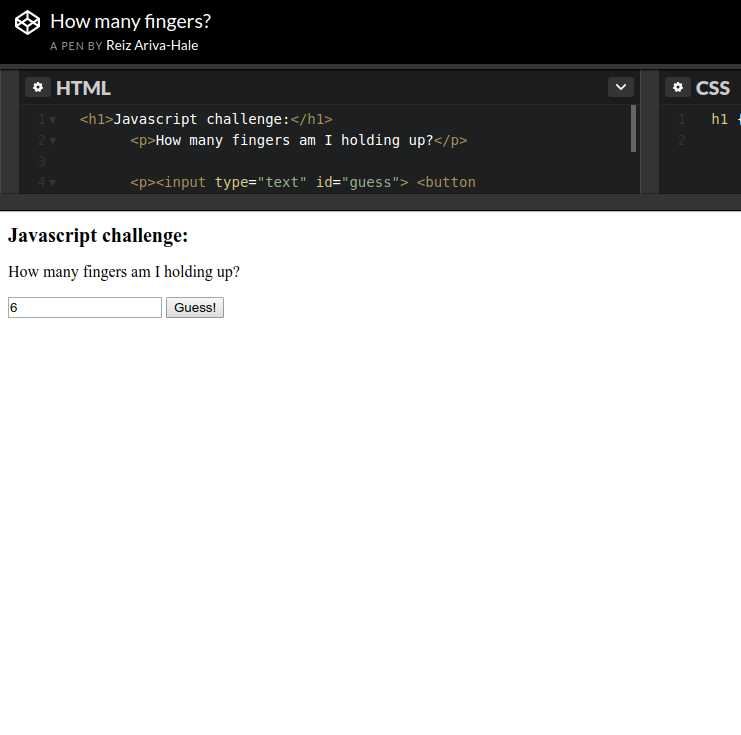 How many fingers?
A PEN BY Reiz Ariva-Hale
HTML
1 <h1>Javascript challenge:</h1>
2 <p>How many fingers am I holding up?</p>
3
4 <p><input type="text" id="guess"> <button
CSS
1 h1 {
2
Javascript challenge:
How many fingers am I holding up?
6 Guess!